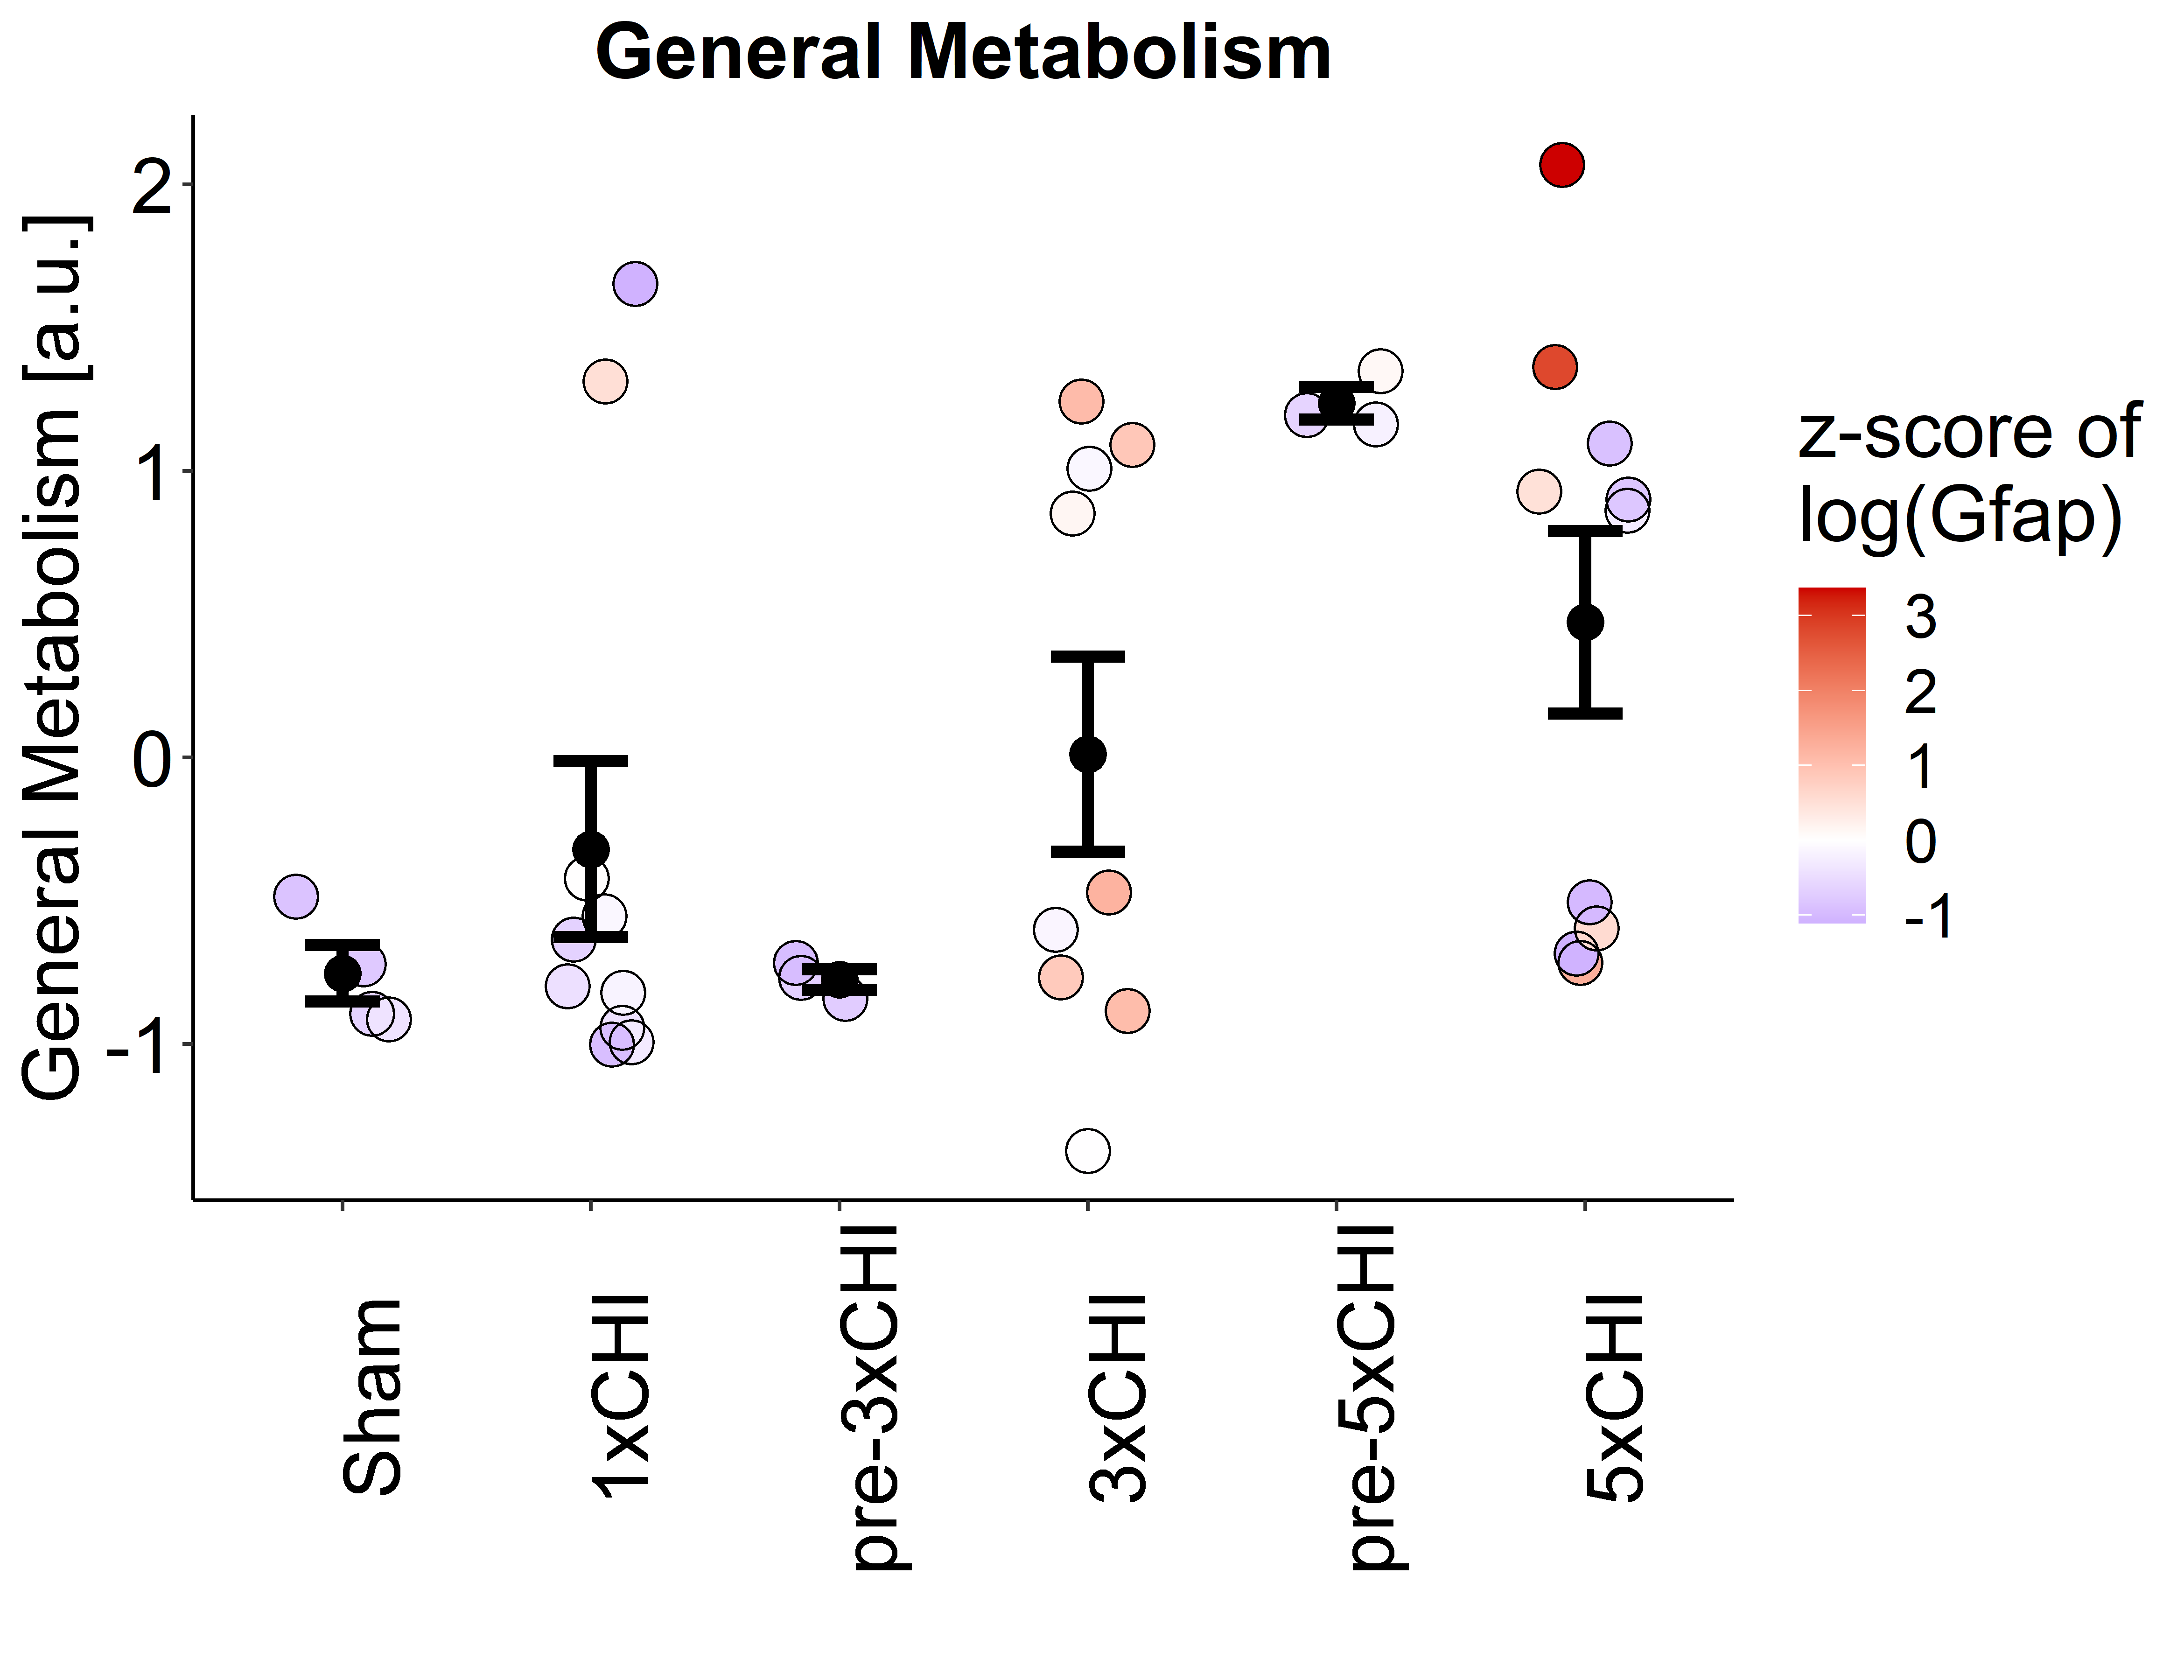 General Metabolism
General Metabolism [a.u.]
2
1
0
-1
Sham
1xCHI
pre-3xCHI
3xCHI
pre-5xCHI
5xCHI
z-score of
log(Gfap)
3
2
1
0
-1